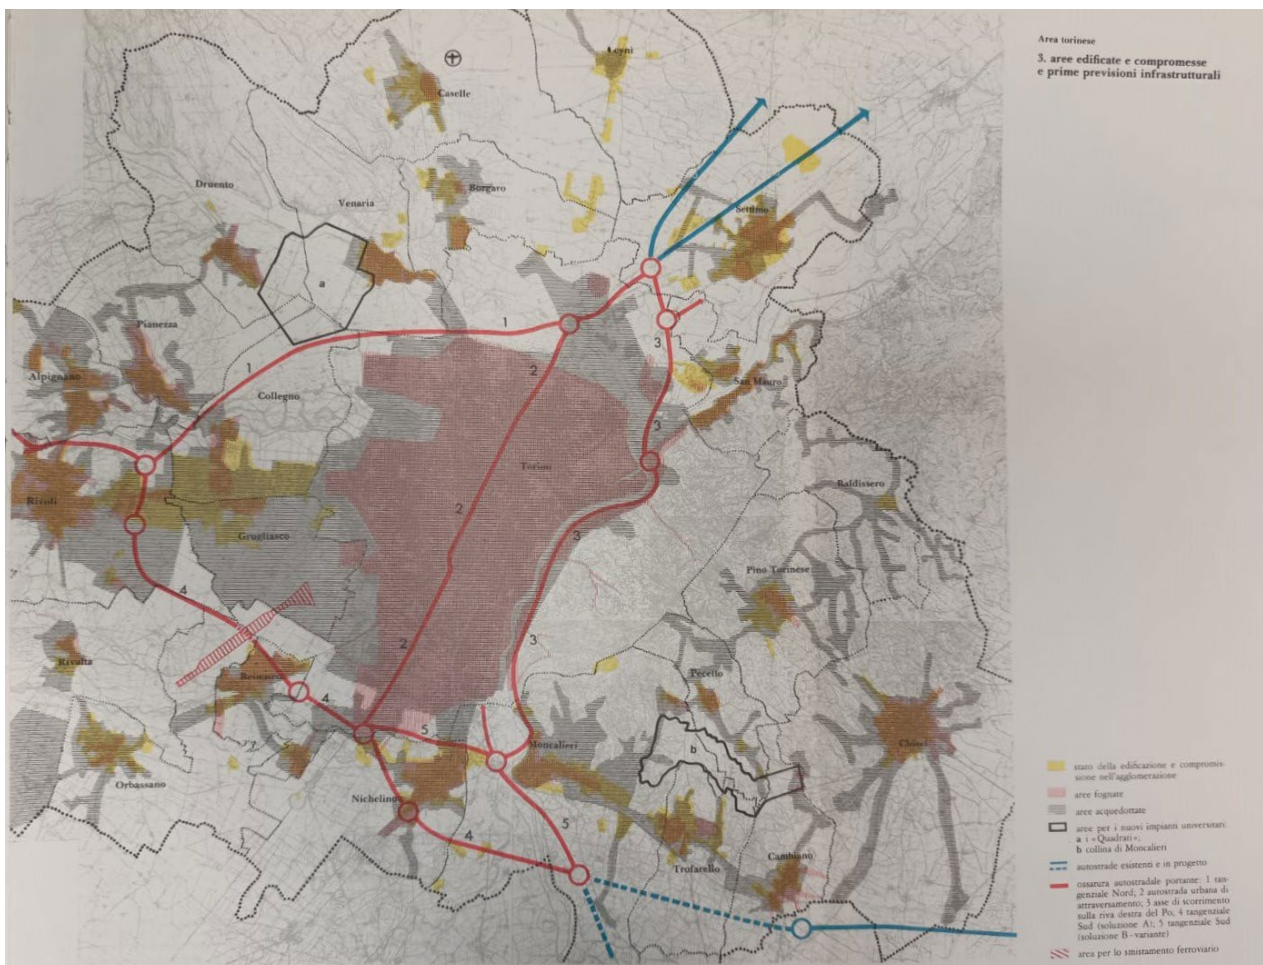 Area torinese
3. aree edificate e compromesse
e prime previsioni infrastrutturali
Leynì
Caselle
Druento
Borgaro
Venaria
Settimo
a
Pianezza
1
3
2
1
Alpignano
San Mauro
Collegno
3
Torino
Rivoli
Baldissero
2
Grugliasco
3
Pino Torinese
4
3
2
Rivalta
Beinasco
Pecetto
4
5
Moncalieri
b
Chieri
Orbassano
Nichelino
5
4
Trofarello
Cambiano
stato della edificazione e compromis-
sione nell'agglomerazione
aree fognate
aree acquedottate
aree per i nuovi impianti universitari:
a i «Quadrati»;
b collina di Moncalieri
autostrade esistenti e in progetto
ossatura autostradale portante: 1 tan-
genziale Nord; 2 autostrada urbana di
attraversamento; 3 asse di scorrimento
sulla riva destra del Po; 4 tangenziale
Sud (soluzione A); 5 tangenziale Sud
(soluzione B - variante)
area per lo smistamento ferroviario